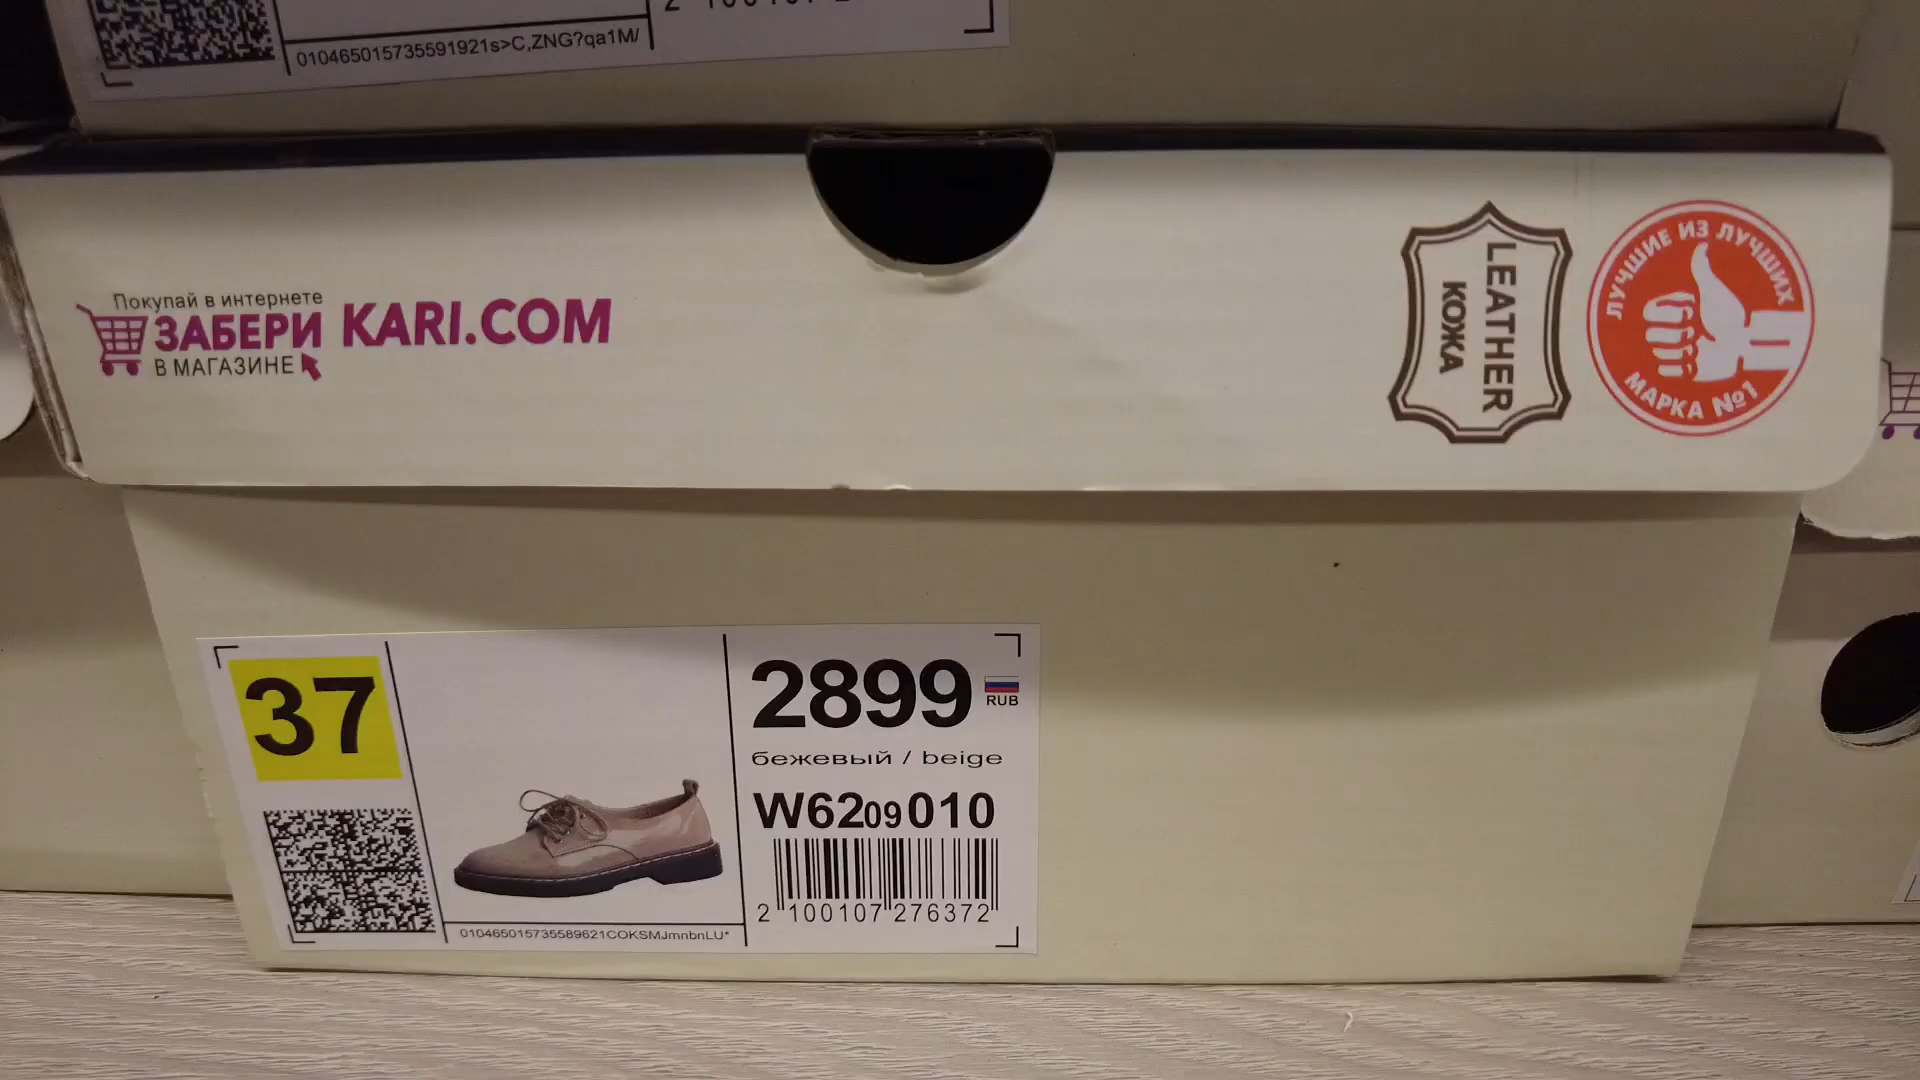 010465015735591921s>C,ZNG?qa1M/
Покупай в интернете
ЗАБЕРИ
В МАГАЗИНЕ
KARI.COM
LEATHER
КОЖА
ЛУЧШИЕ ИЗ ЛУЧШИХ
МАРКА №1
37
2899
RUB
бежевый / beige
W6209010
2 100107 276372
010465015735589621COKSMJmnbnLU*